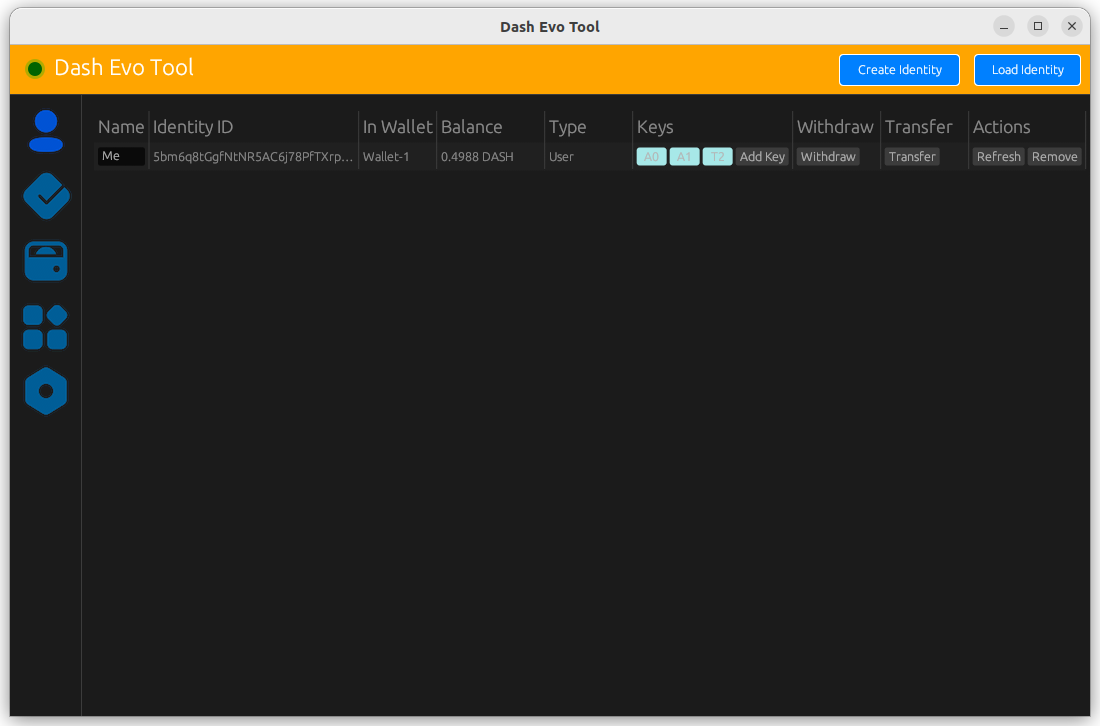 Dash Evo Tool
Dash Evo Tool Create Identity Load Identity
Name Identity ID In Wallet Balance Type Keys Withdraw Transfer Actions
Me 5bm6q8tGgfNtNR5AC6j78PfTXrp... Wallet-1 0.4988 DASH User A0 A1 T2 Add Key Withdraw Transfer Refresh Remove